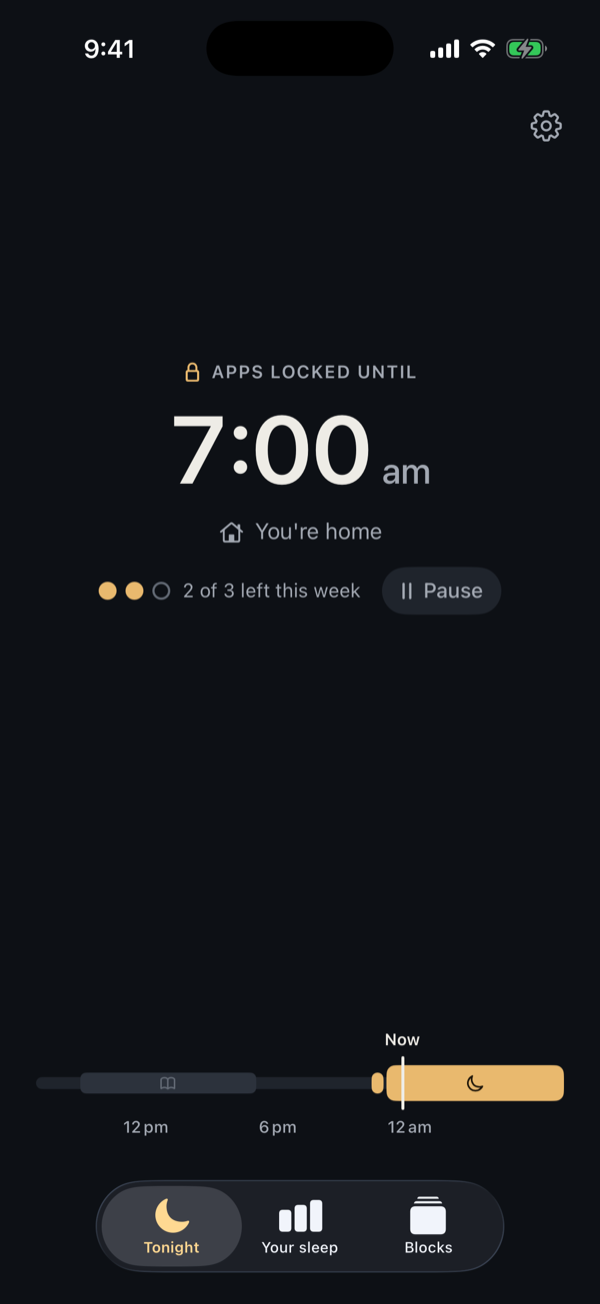 9:41
APPS LOCKED UNTIL
7:00 am
You're home
2 of 3 left this week
Pause
Now
12 pm
6 pm
12 am
Tonight
Your sleep
Blocks